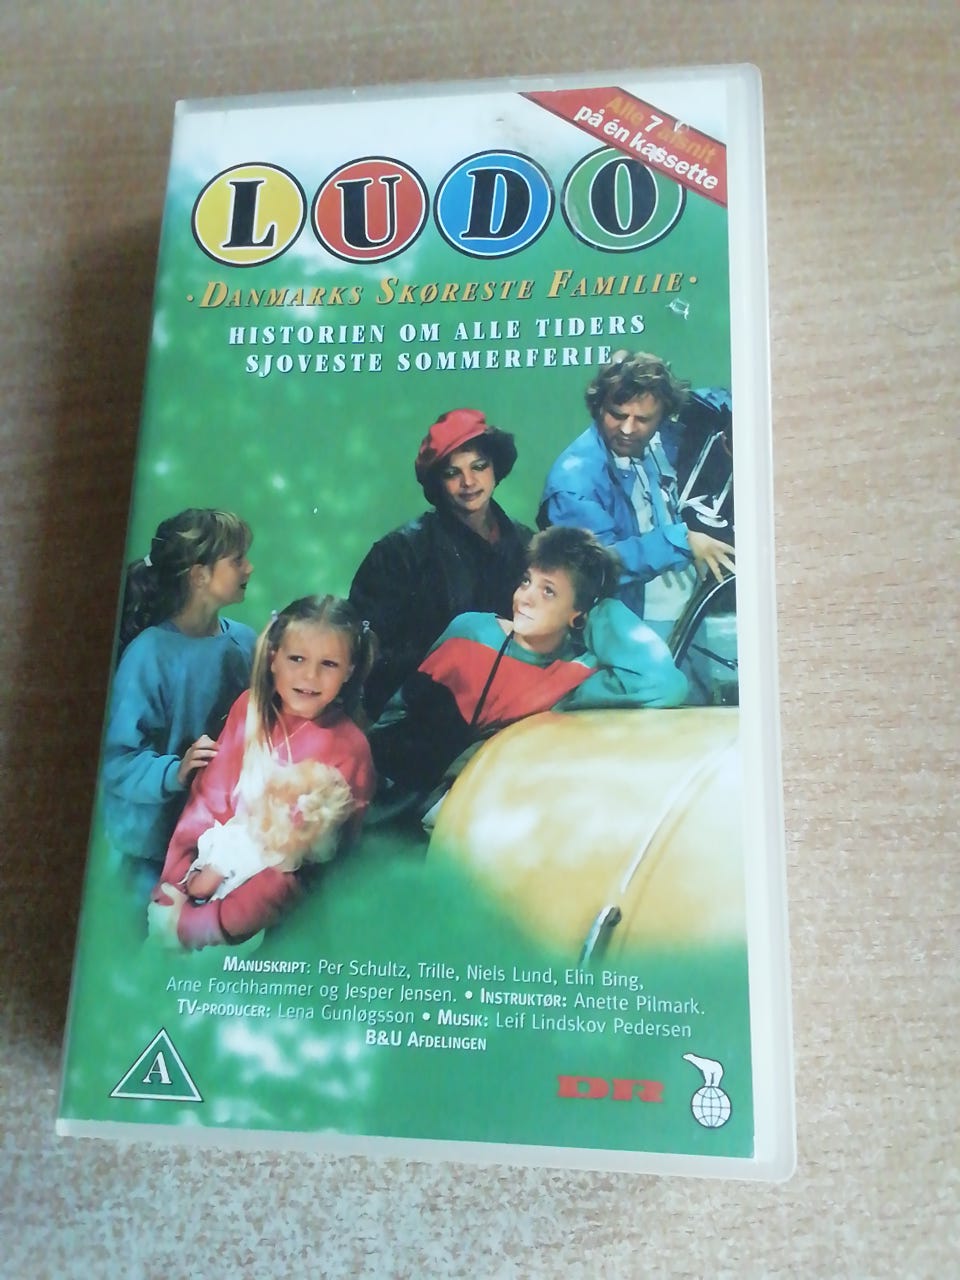 Alle 7 afsnit
på én kassette
LUDO
· DANMARKS SKØRESTE FAMILIE ·
HISTORIEN OM ALLE TIDERS
SJOVESTE SOMMERFERIE.
MANUSKRIPT: Per Schultz, Trille, Niels Lund, Elin Bing,
Arne Forchhammer og Jesper Jensen. • INSTRUKTØR: Anette Pilmark.
TV-PRODUCER: Lena Gunløgsson • MUSIK: Leif Lindskov Pedersen
B&U AFDELINGEN
A
DR